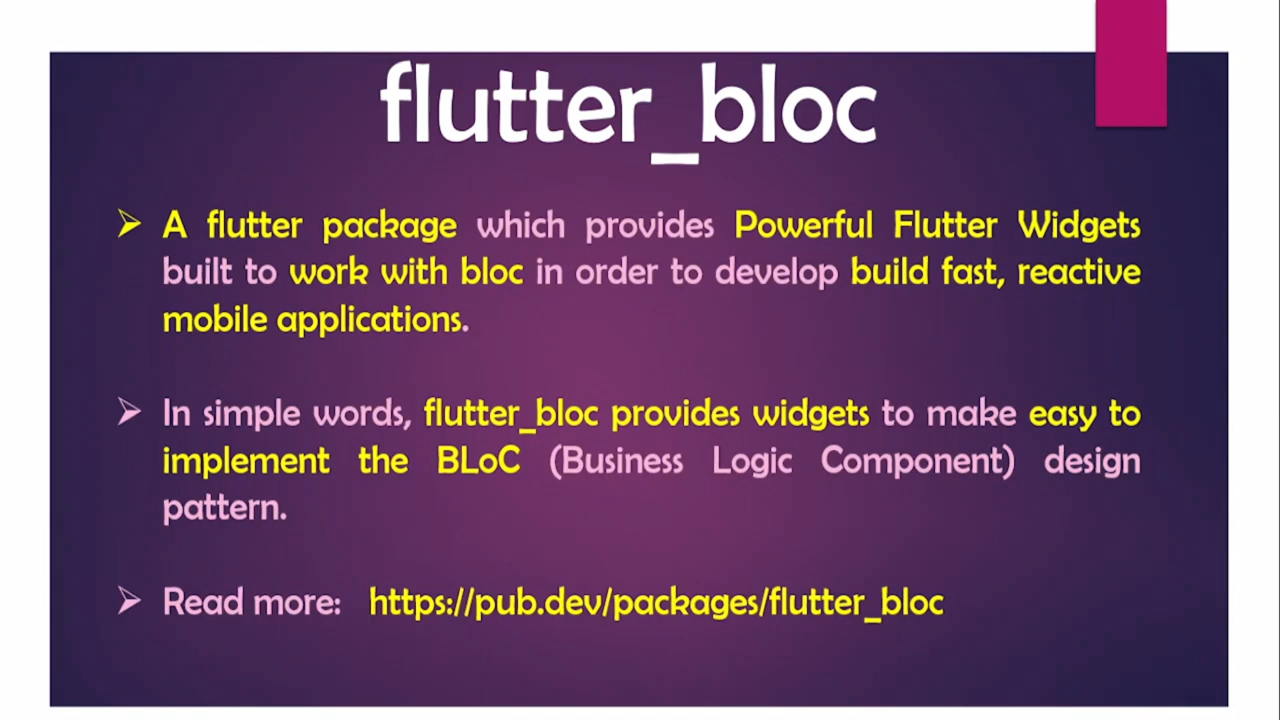 flutter_bloc
A flutter package which provides Powerful Flutter Widgets
built to work with bloc in order to develop build fast, reactive
mobile applications.
In simple words, flutter_bloc provides widgets to make easy to
implement the BLoC (Business Logic Component) design
pattern.
Read more: https://pub.dev/packages/flutter_bloc